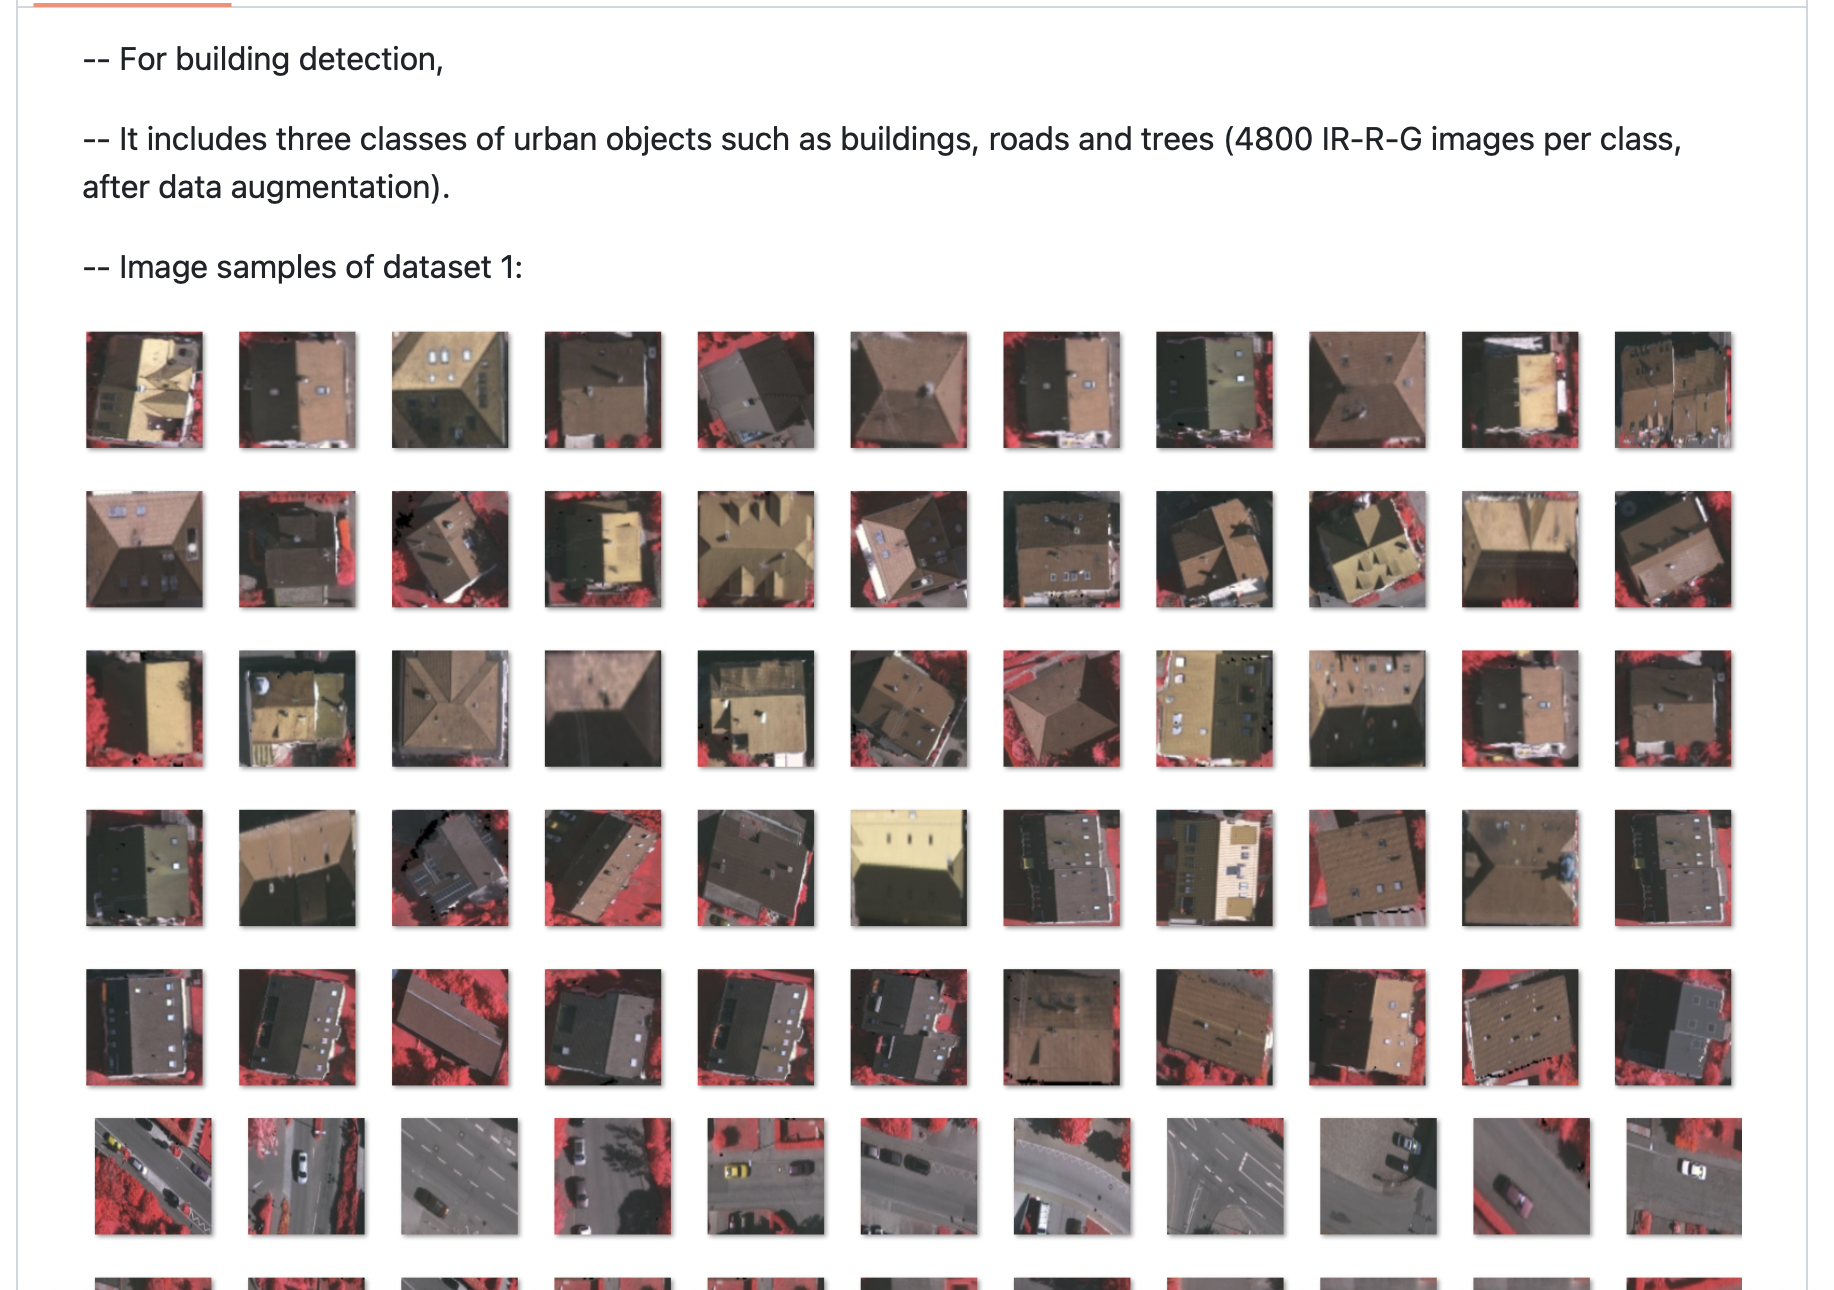 -- For building detection,
-- It includes three classes of urban objects such as buildings, roads and trees (4800 IR-R-G images per class,
after data augmentation).
-- Image samples of dataset 1: